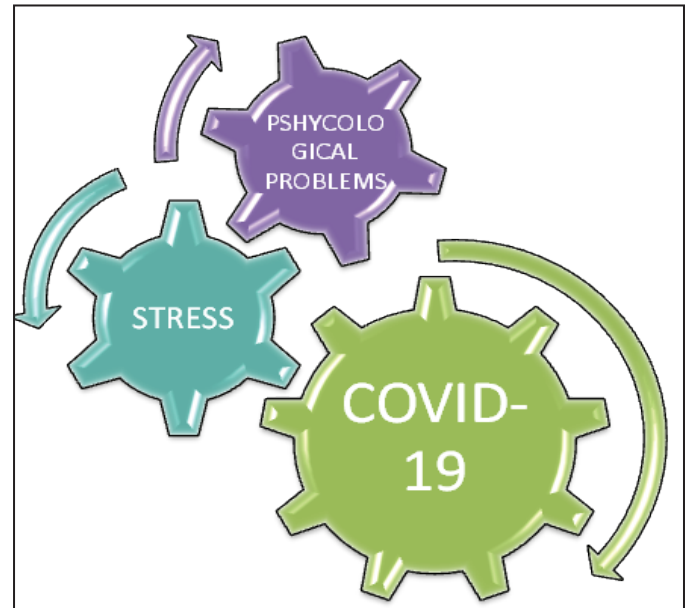 PSHYCOLO
GICAL
PROBLEMS
STRESS
COVID-
19